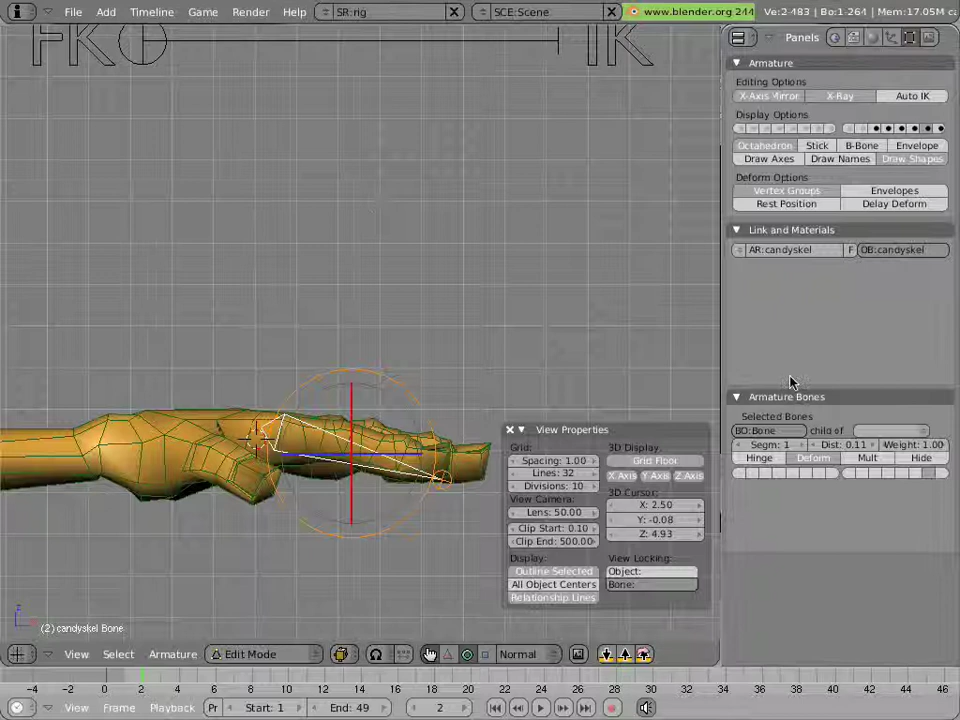 File Add Timeline Game Render Help SR:rig SCE:Scene www.blender.org 244 Ve:2-483 | Bo:1-264 | Mem:17.05M
FK IK
Panels
Armature
Editing Options
X-Axis Mirror X-Ray Auto IK
Display Options
Octahedron Stick B-Bone Envelope
Draw Axes Draw Names Draw Shapes
Deform Options
Vertex Groups Envelopes
Rest Position Delay Deform
Link and Materials
AR:candyskel F OB:candyskel
Armature Bones
Selected Bones
BO:Bone child of
Segm: 1 Dist: 0.11 Weight: 1.00
Hinge Deform Mult Hide
View Properties
Grid: 3D Display:
Spacing: 1.00 Grid Floor
Lines: 32 X Axis Y Axis Z Axis
Divisions: 10 3D Cursor:
View Camera: X: 2.50
Lens: 50.00 Y: -0.08
Clip Start: 0.10 Z: 4.93
Clip End: 500.00
Display: View Locking:
Outline Selected Object:
All Object Centers Bone:
Relationship Lines
z
x
(2) candyskel Bone
View Select Armature Edit Mode Normal
-4 -2 0 2 4 6 8 10 12 14 16 18 20 22 24 26 28 30 32 34 36 38 40 42 44 46
View Frame Playback Pr Start: 1 End: 49 2